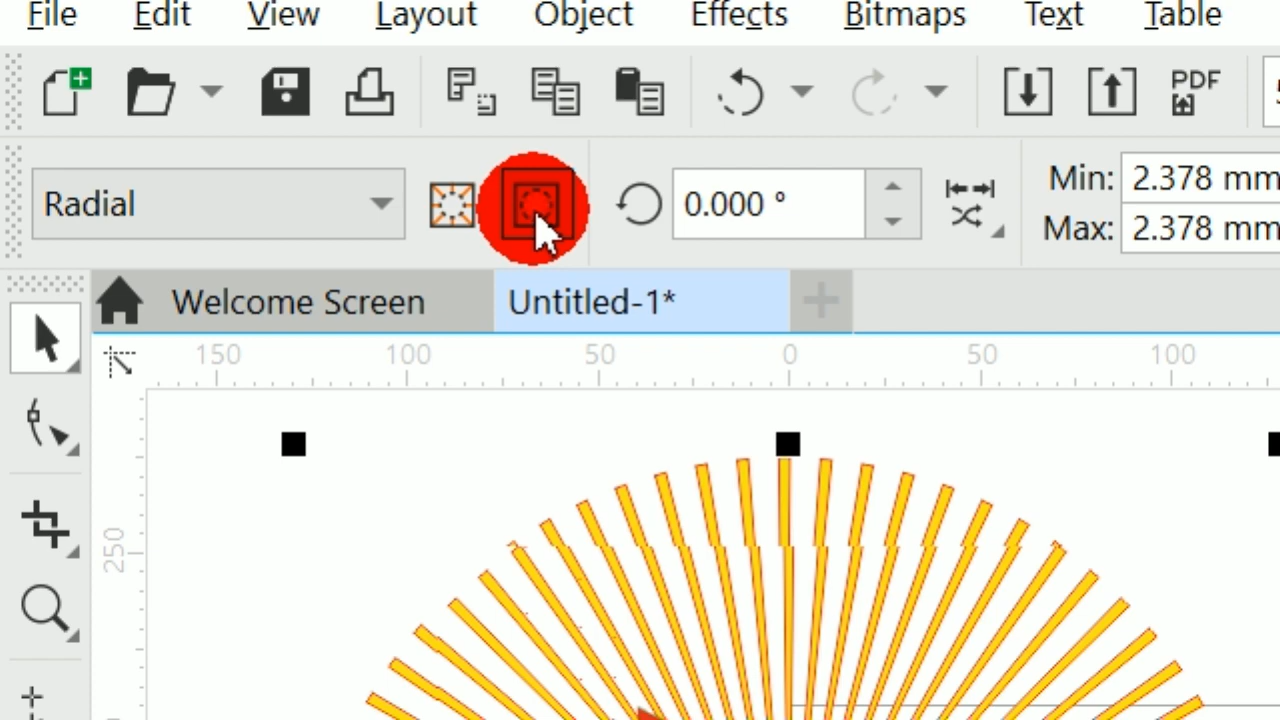 File Edit View Layout Object Effects Bitmaps Text Table
PDF
Radial
0.000 °
Min: 2.378 mm
Max: 2.378 mm
Welcome Screen
Untitled-1*
150 100 50 0 50 100
250